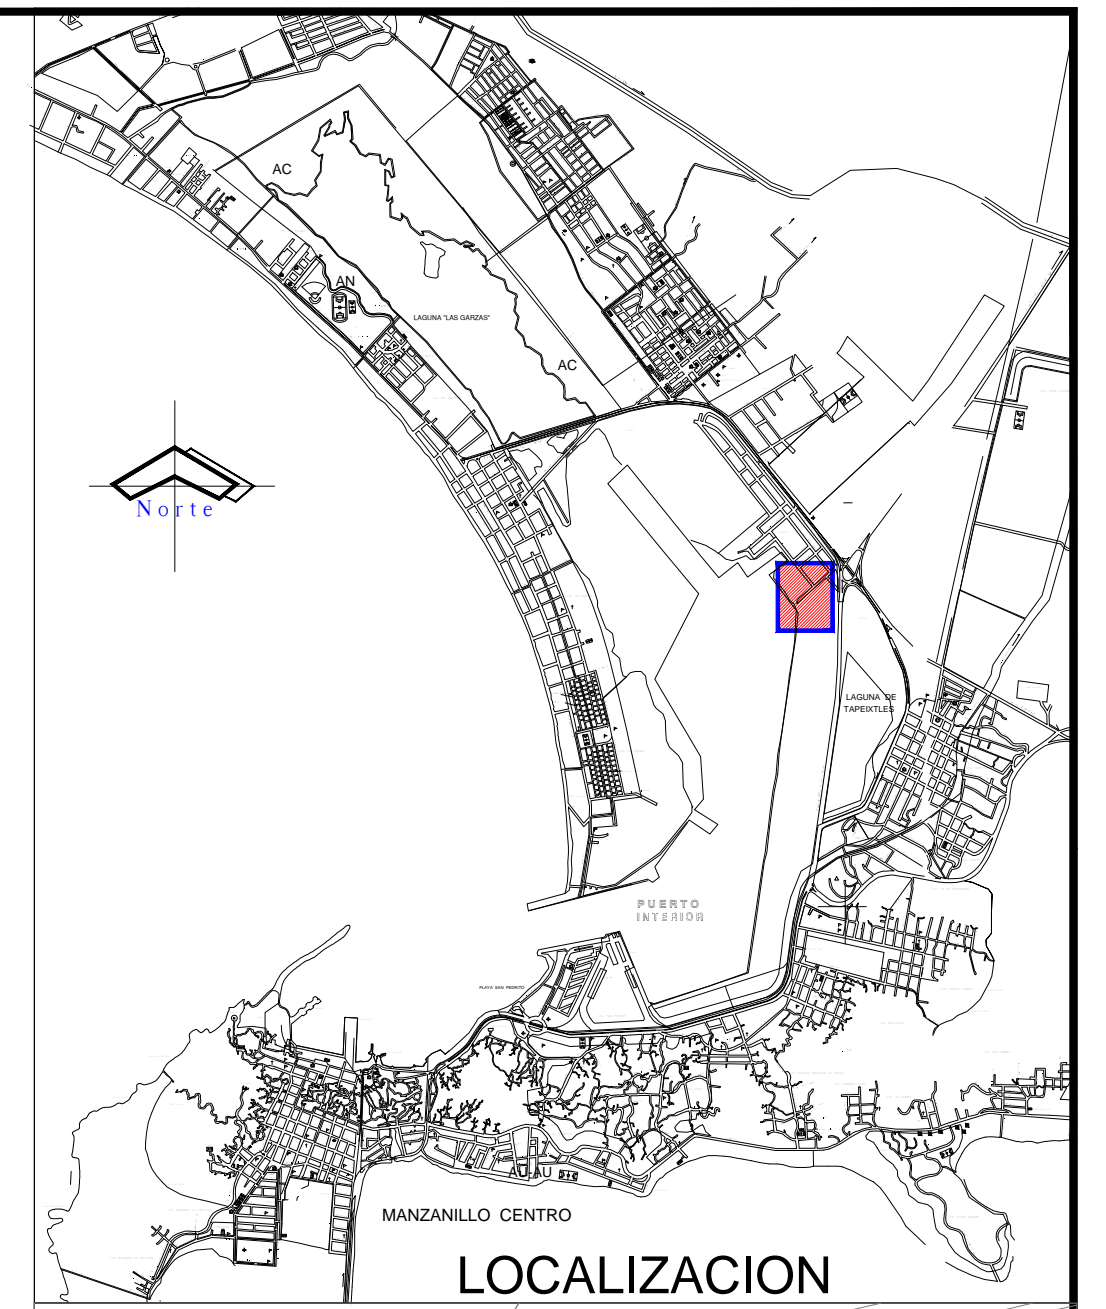 AC
AN
LAGUNA "LAS GARZAS"
AC
Norte
LAGUNA DE
TAPEIXTLES
PUERTO
INTERIOR
PLAYA SAN PEDRITO
MANZANILLO CENTRO
LOCALIZACION